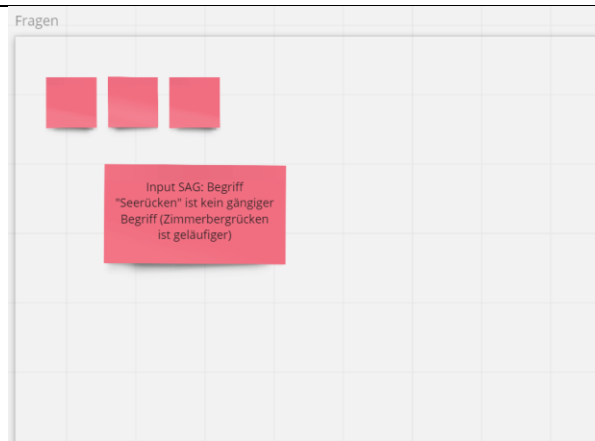 Fragen
Input SAG: Begriff
"Seerücken" ist kein gängiger
Begriff (Zimmerbergrücken
ist geläufiger)